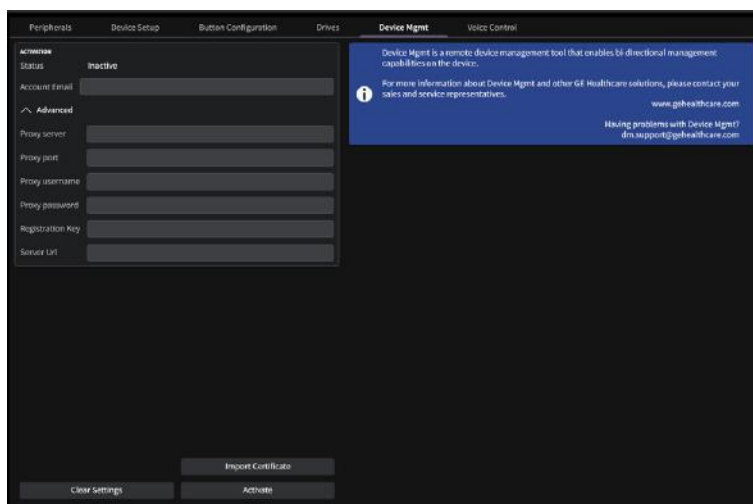 Peripherals Device Setup Button Configuration Drives Device Mgmt Voice Control
ACTIVATION
Status Inactive
Account Email
Advanced
Proxy server
Proxy port
Proxy username
Proxy password
Registration Key
Server Url
Import Certificate
Clear Settings Activate
Device Mgmt is a remote device management tool that enables bi-directional management
capabilities on the device.
For more information about Device Mgmt and other GE Healthcare solutions, please contact your
sales and service representatives.
www.gehealthcare.com
Having problems with Device Mgmt?
dm.support@gehealthcare.com